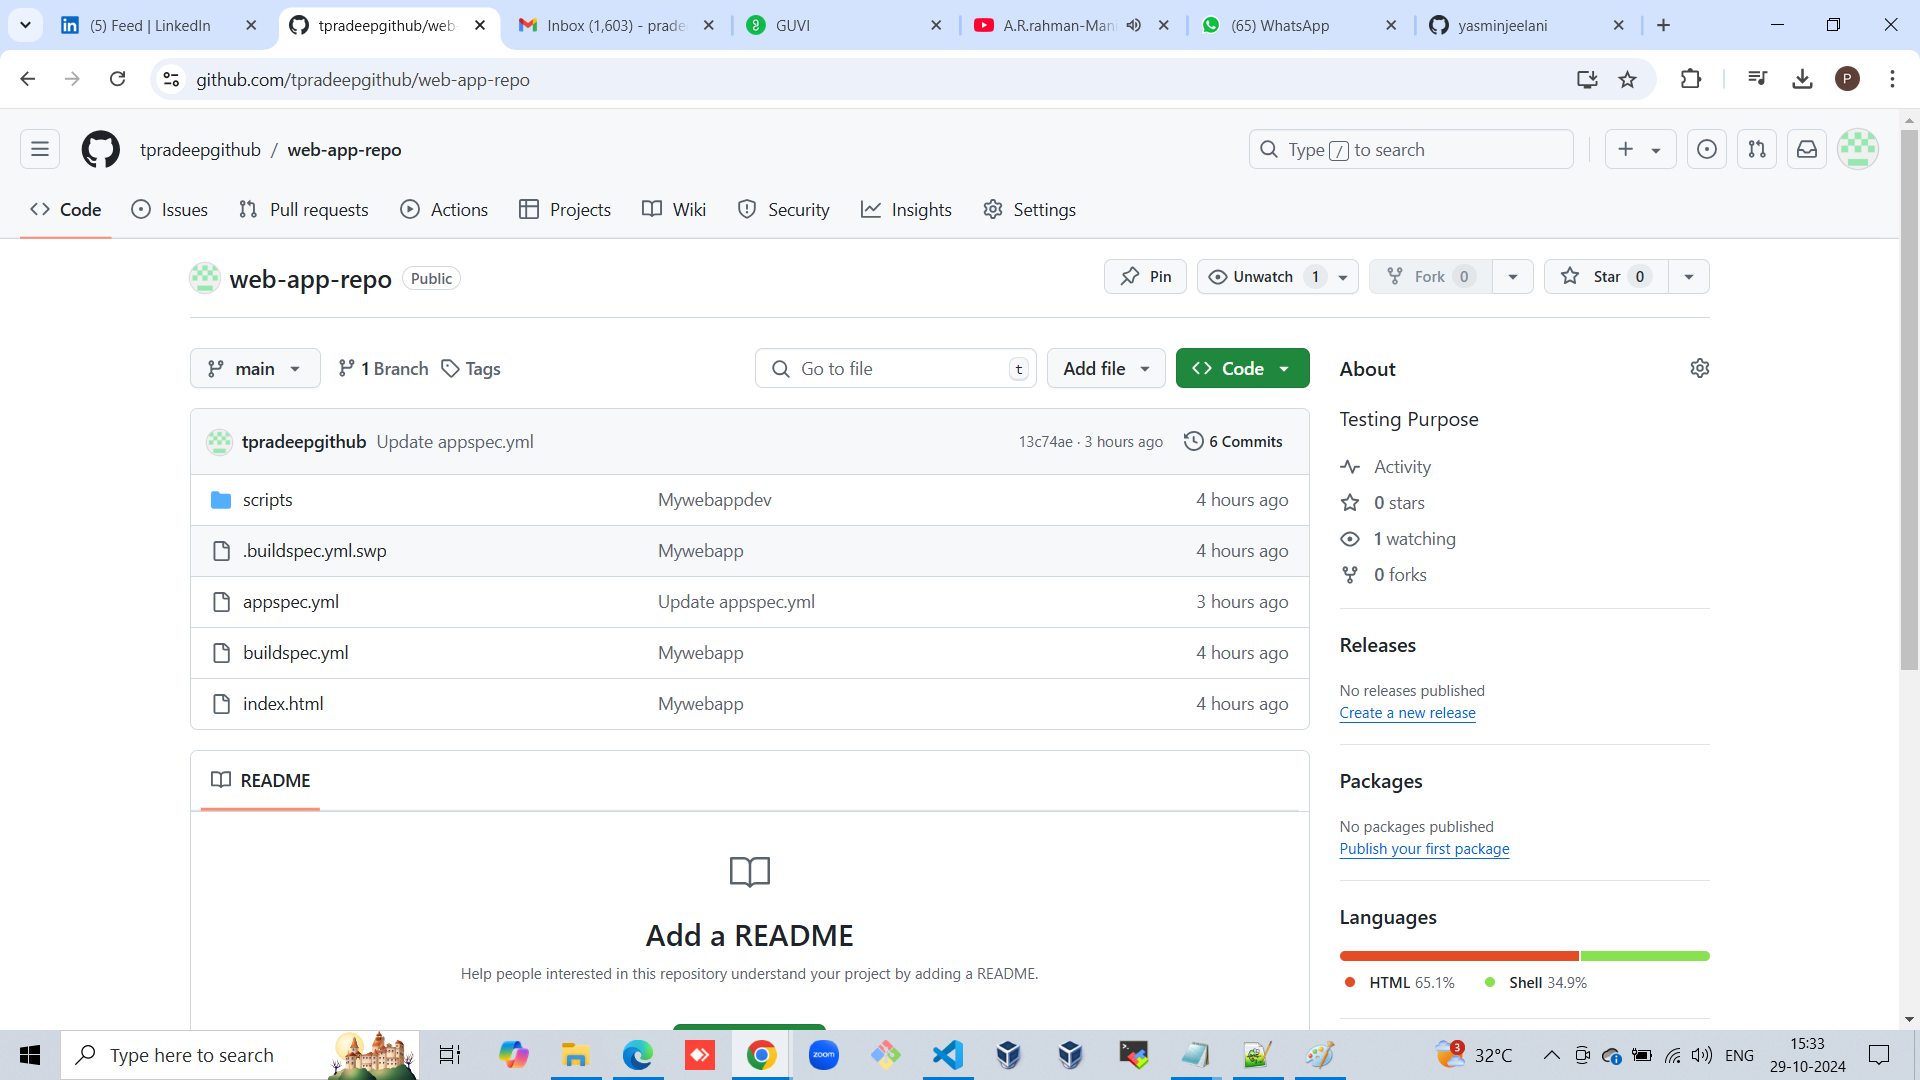 (5) Feed | LinkedIn
tpradeepgithub/web-
Inbox (1,603) - prade
GUVI
A.R.rahman-Man
(65) WhatsApp
yasminjeelani
github.com/tpradeepgithub/web-app-repo
P
tpradeepgithub / web-app-repo
Type / to search
Code
Issues
Pull requests
Actions
Projects
Wiki
Security
Insights
Settings
web-app-repo Public
Pin
Unwatch 1
Fork 0
Star 0
main
1 Branch
Tags
Go to file t
Add file
Code
tpradeepgithub Update appspec.yml 13c74ae · 3 hours ago 6 Commits
scripts Mywebappdev 4 hours ago
.buildspec.yml.swp Mywebapp 4 hours ago
appspec.yml Update appspec.yml 3 hours ago
buildspec.yml Mywebapp 4 hours ago
index.html Mywebapp 4 hours ago
README
Add a README
Help people interested in this repository understand your project by adding a README.
About
Testing Purpose
Activity
0 stars
1 watching
0 forks
Releases
No releases published
Create a new release
Packages
No packages published
Publish your first package
Languages
HTML 65.1% Shell 34.9%
Type here to search
zoom
3
32°C
ENG
15:33
29-10-2024